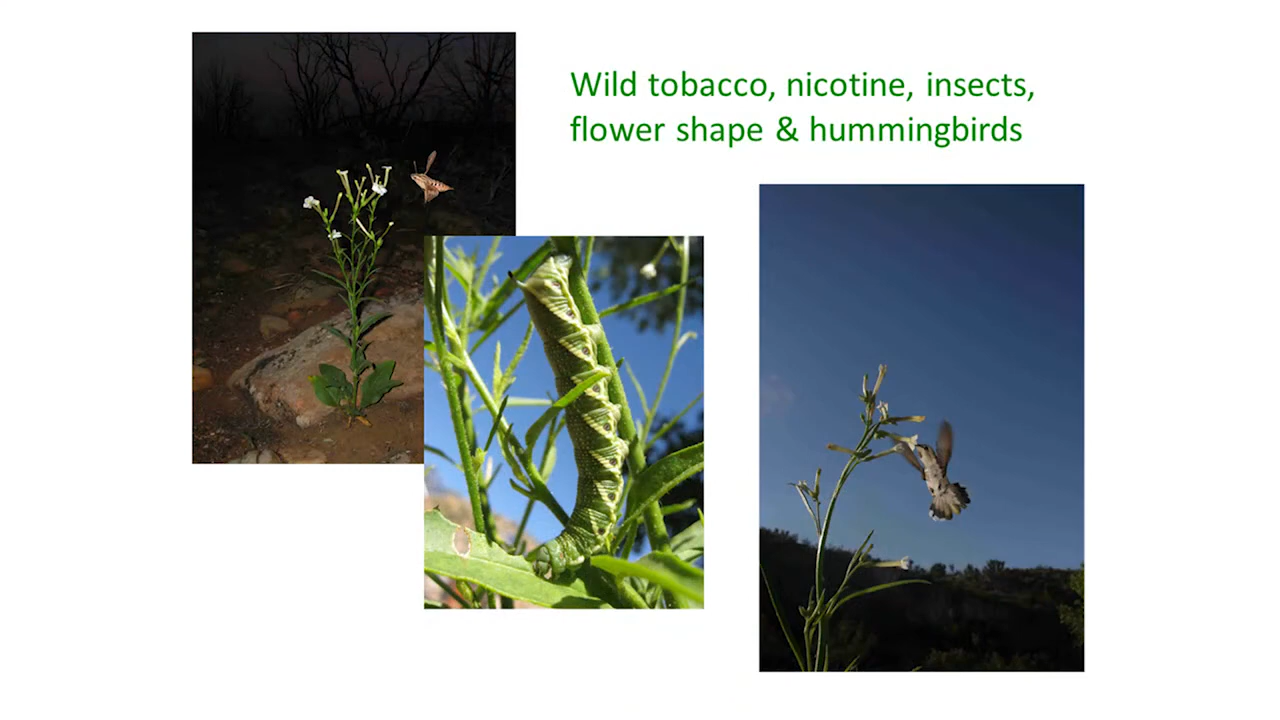 Wild tobacco, nicotine, insects,
flower shape & hummingbirds